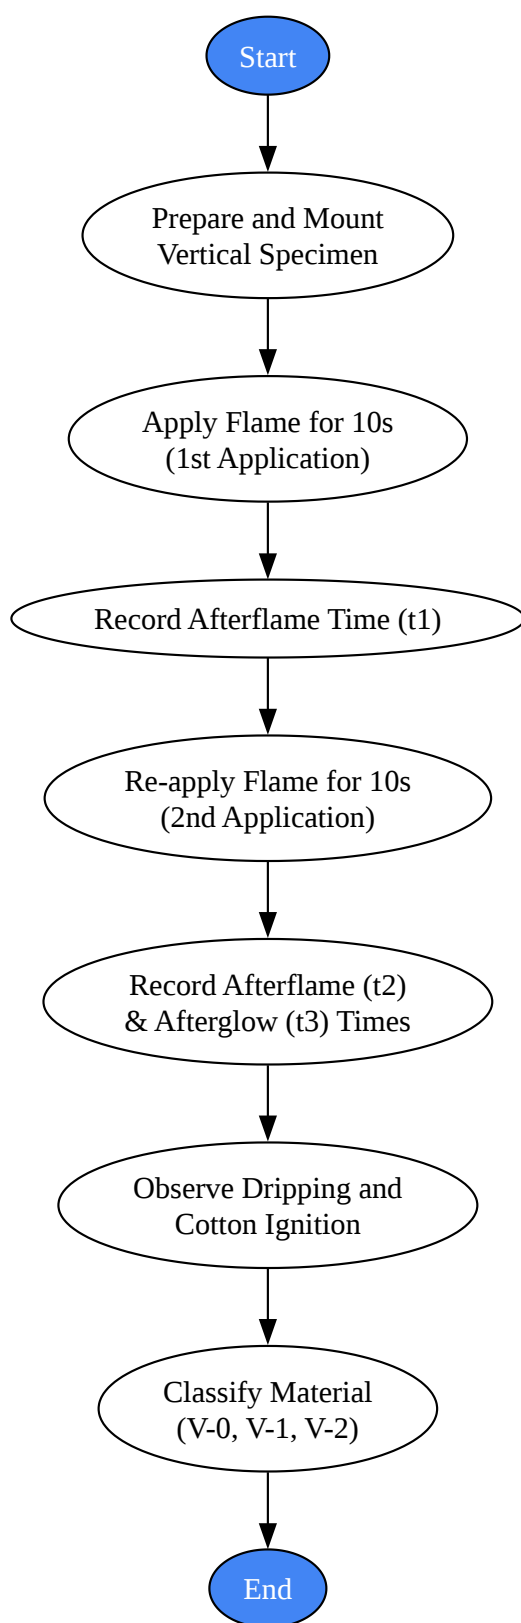 Start
Prepare and Mount
Vertical Specimen
Apply Flame for 10s
(1st Application)
Record Afterflame Time (t1)
Re-apply Flame for 10s
(2nd Application)
Record Afterflame (t2)
& Afterglow (t3) Times
Observe Dripping and
Cotton Ignition
Classify Material
(V-0, V-1, V-2)
End